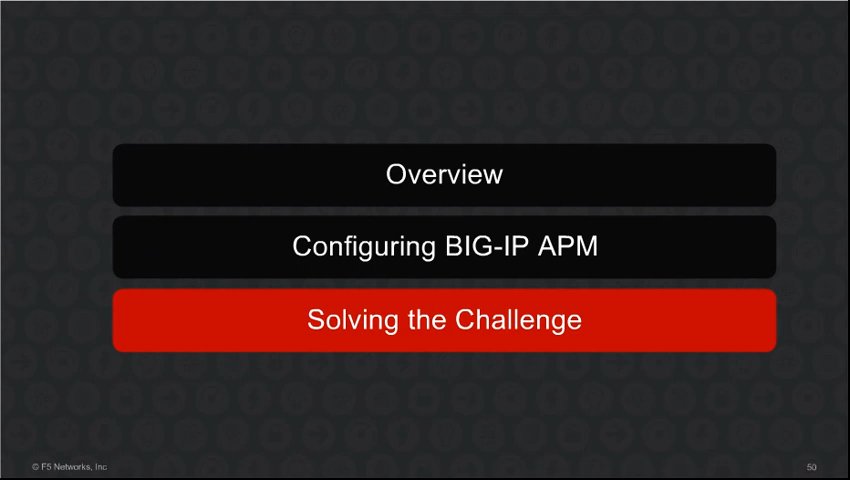 Overview
Configuring BIG-IP APM
Solving the Challenge
© F5 Networks, Inc
50